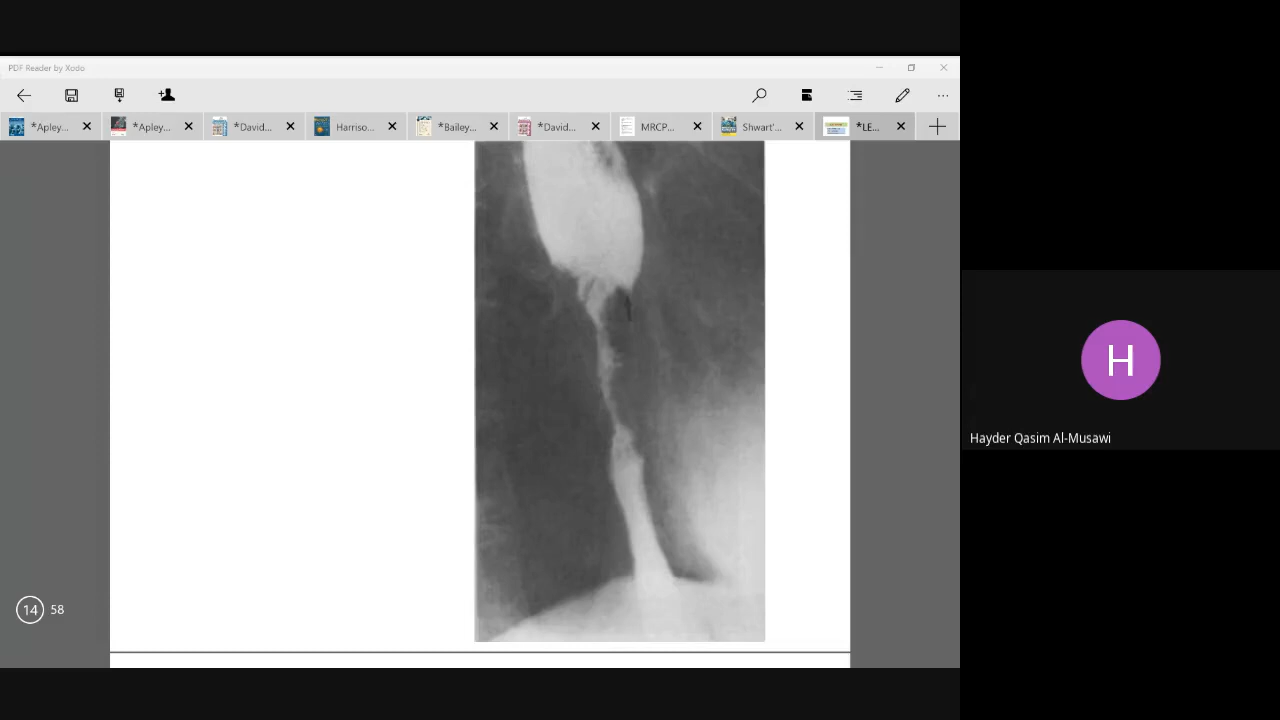 PDF Reader by Xodo
*Apley...
*Apley...
*David...
Harriso...
*Bailey...
*David...
MRCP...
Shwart'...
*LE...
H
Hayder Qasim Al-Musawi
14 58